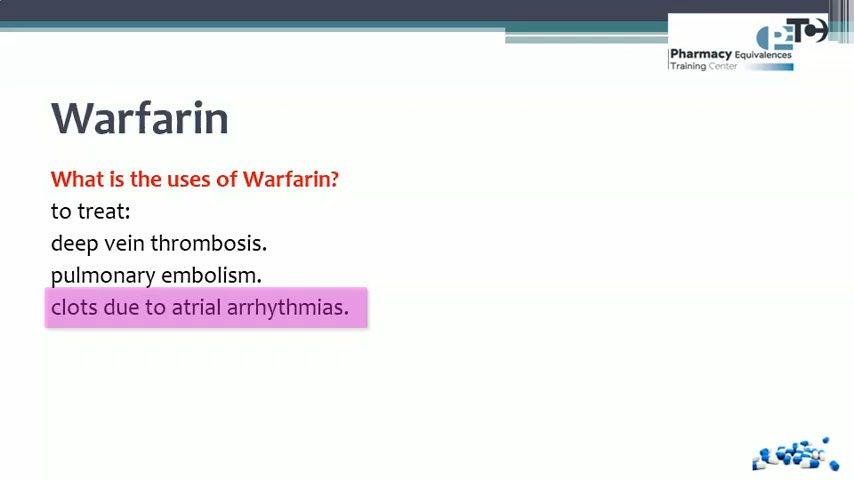 PETC
Pharmacy Equivalences
Training Center
Warfarin
What is the uses of Warfarin?
to treat:
deep vein thrombosis.
pulmonary embolism.
clots due to atrial arrhythmias.